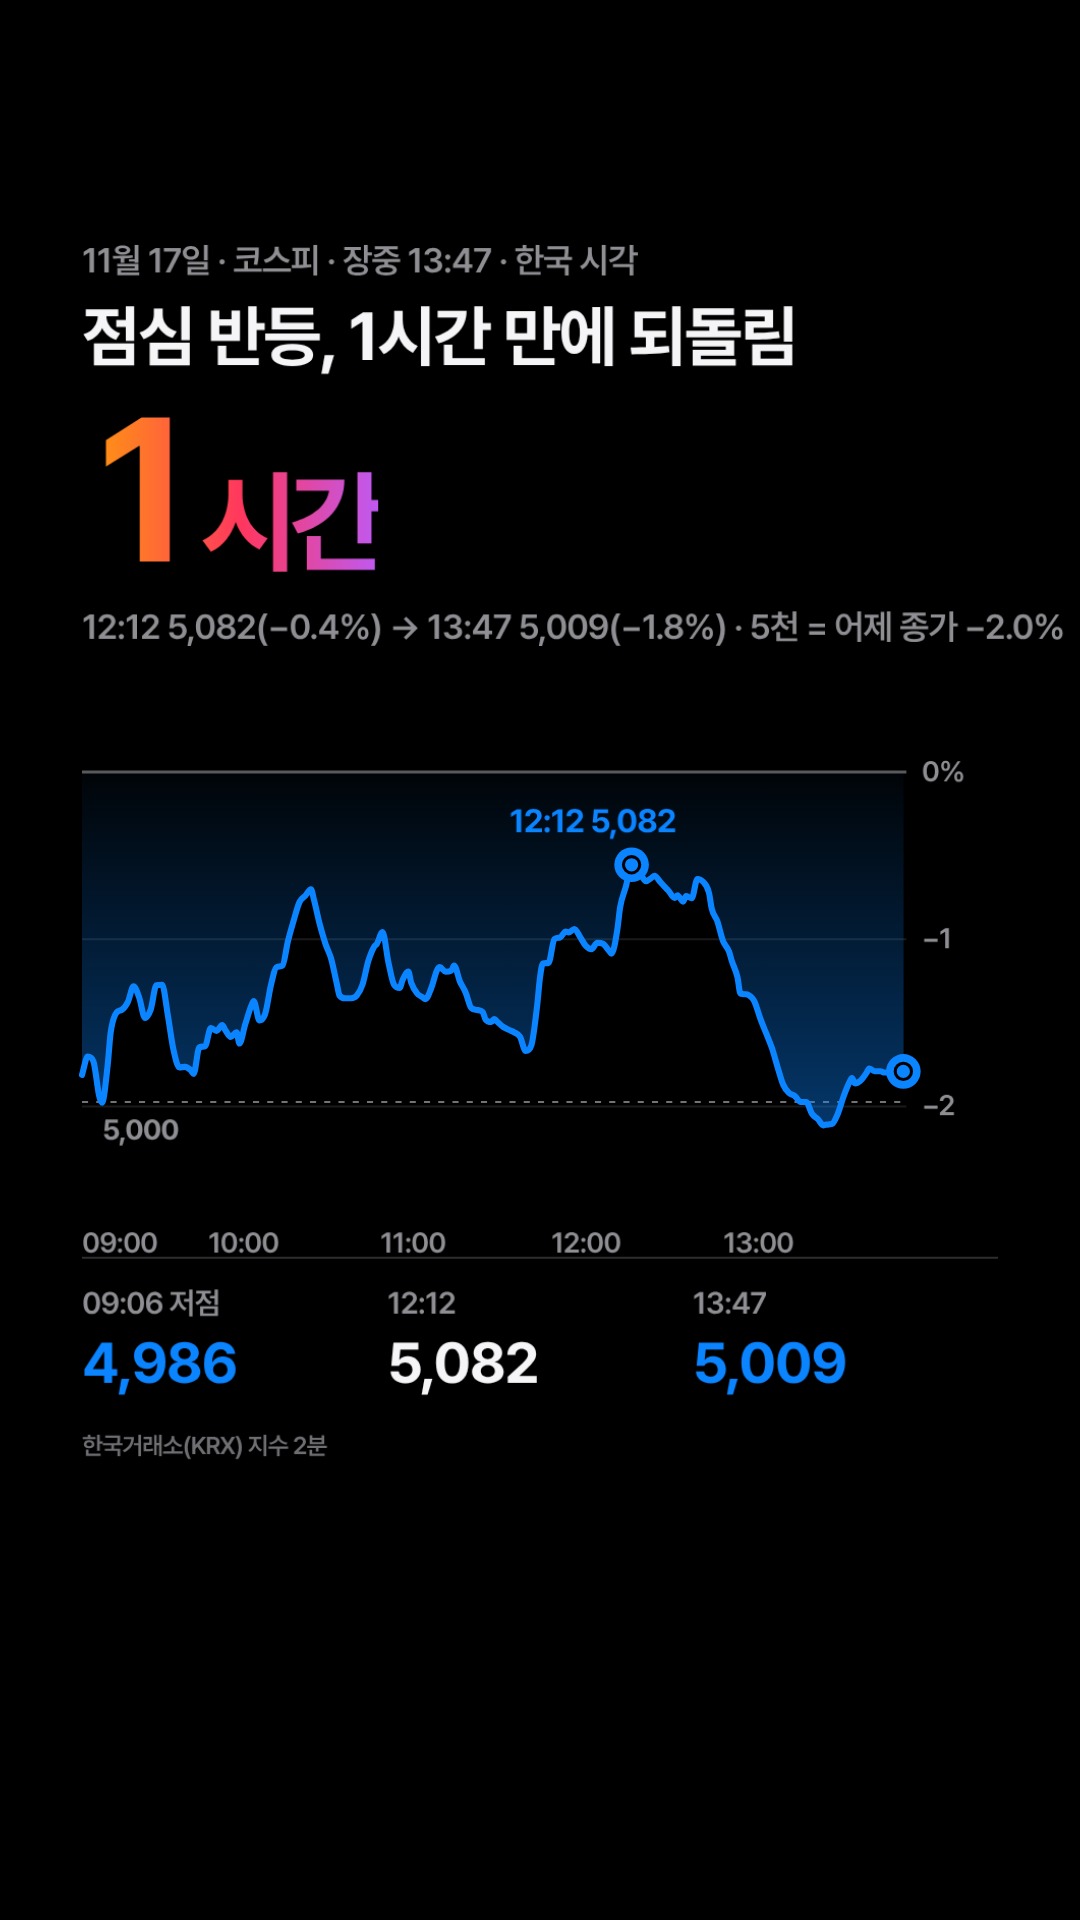 11월 17일 · 코스피 · 장중 13:47 · 한국 시각
점심 반등, 1시간 만에 되돌림
1시간
12:12 5,082(−0.4%) → 13:47 5,009(−1.8%) · 5천 = 어제 종가 −2.0%
0%
12:12 5,082
−1
−2
5,000
09:00 10:00 11:00 12:00 13:00
09:06 저점 12:12 13:47
4,986 5,082 5,009
한국거래소(KRX) 지수 2분